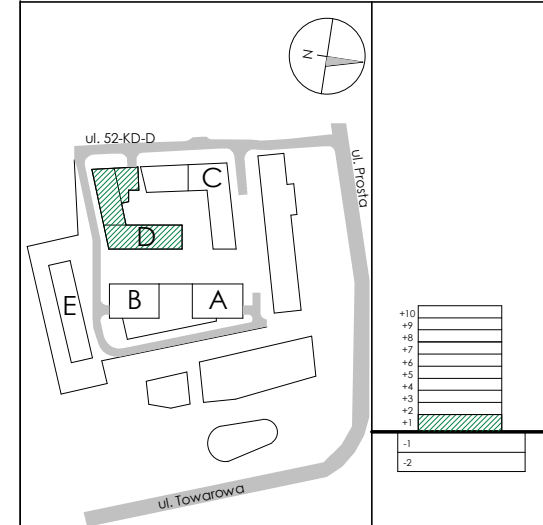 N
ul. 52-KD-D
ul. Prosta
C
D
E
B
A
ul. Towarowa
+10
+9
+8
+7
+6
+5
+4
+3
+2
+1
-1
-2